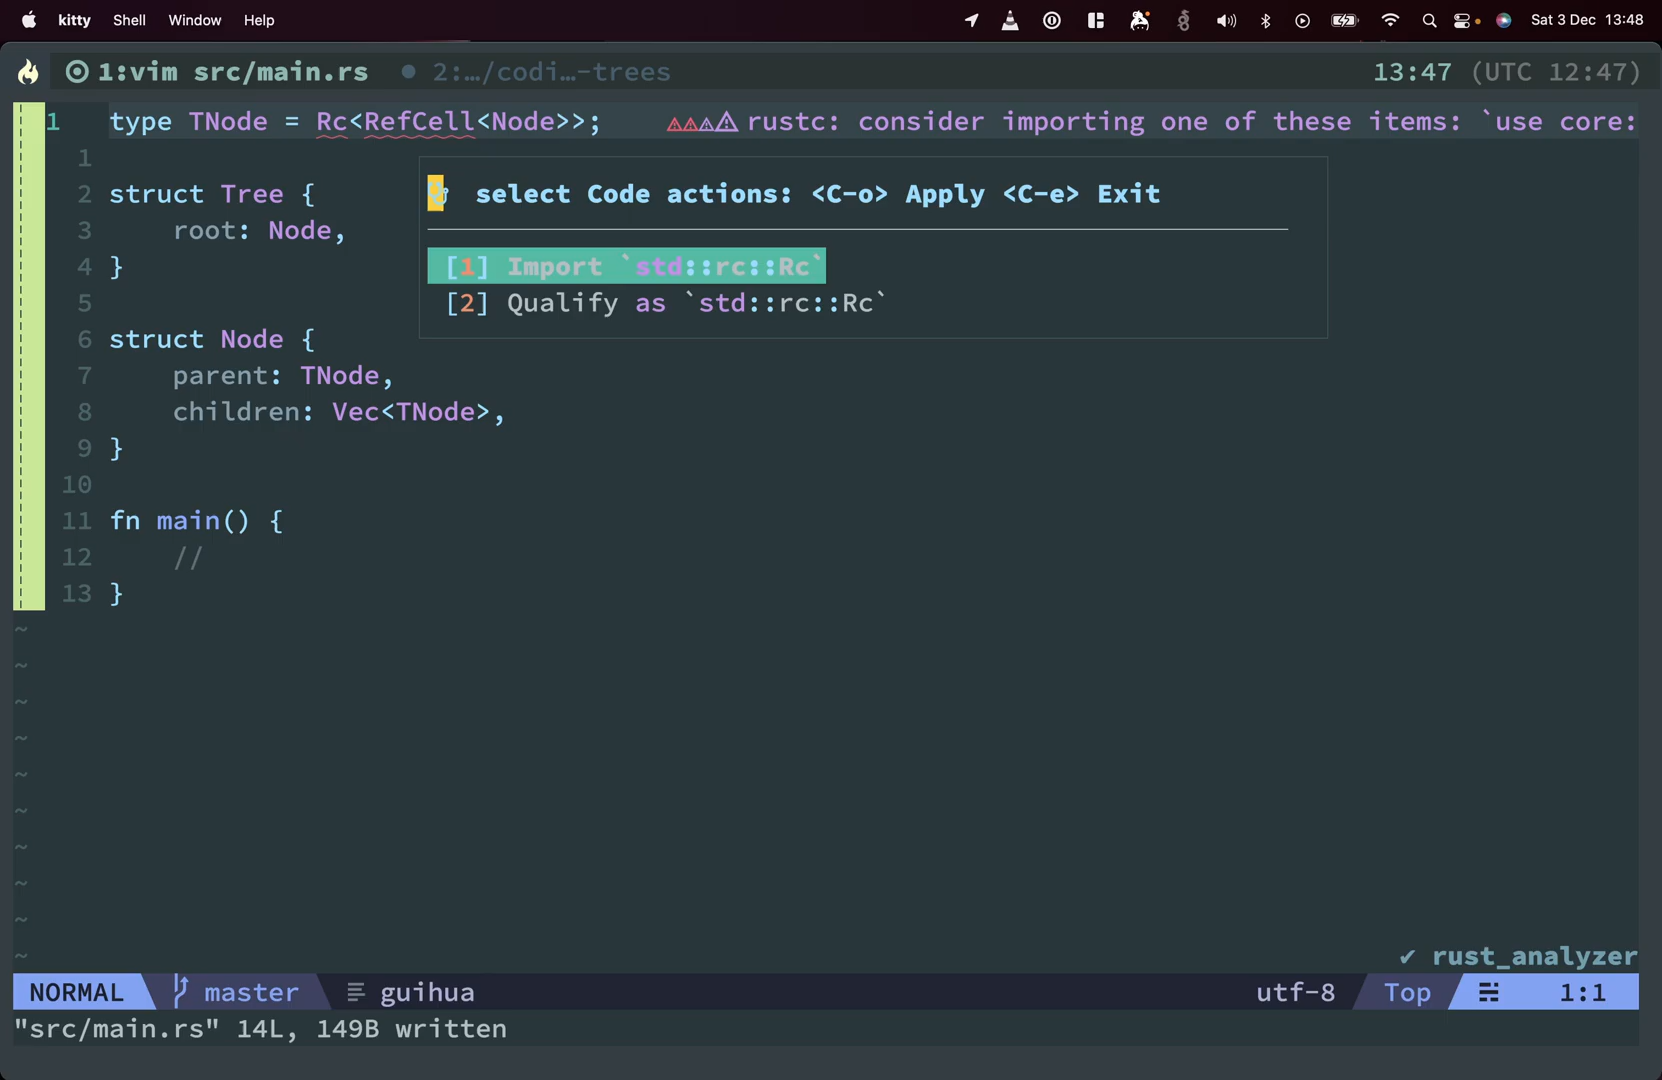 kitty Shell Window Help Sat 3 Dec 13:48
1:vim src/main.rs 2:…/codi…-trees 13:47 (UTC 12:47)
1 type TNode = Rc<RefCell<Node>>; rustc: consider importing one of these items: `use core:
1
2 struct Tree { select Code actions: <C-o> Apply <C-e> Exit
3 root: Node,
4 } [1] Import `std::rc::Rc`
5 [2] Qualify as `std::rc::Rc`
6 struct Node {
7 parent: TNode,
8 children: Vec<TNode>,
9 }
10
11 fn main() {
12 //
13 }
~
~
~
~
~
~
~
~
~
~
✔ rust_analyzer
NORMAL master guihua utf-8 Top 1:1
"src/main.rs" 14L, 149B written